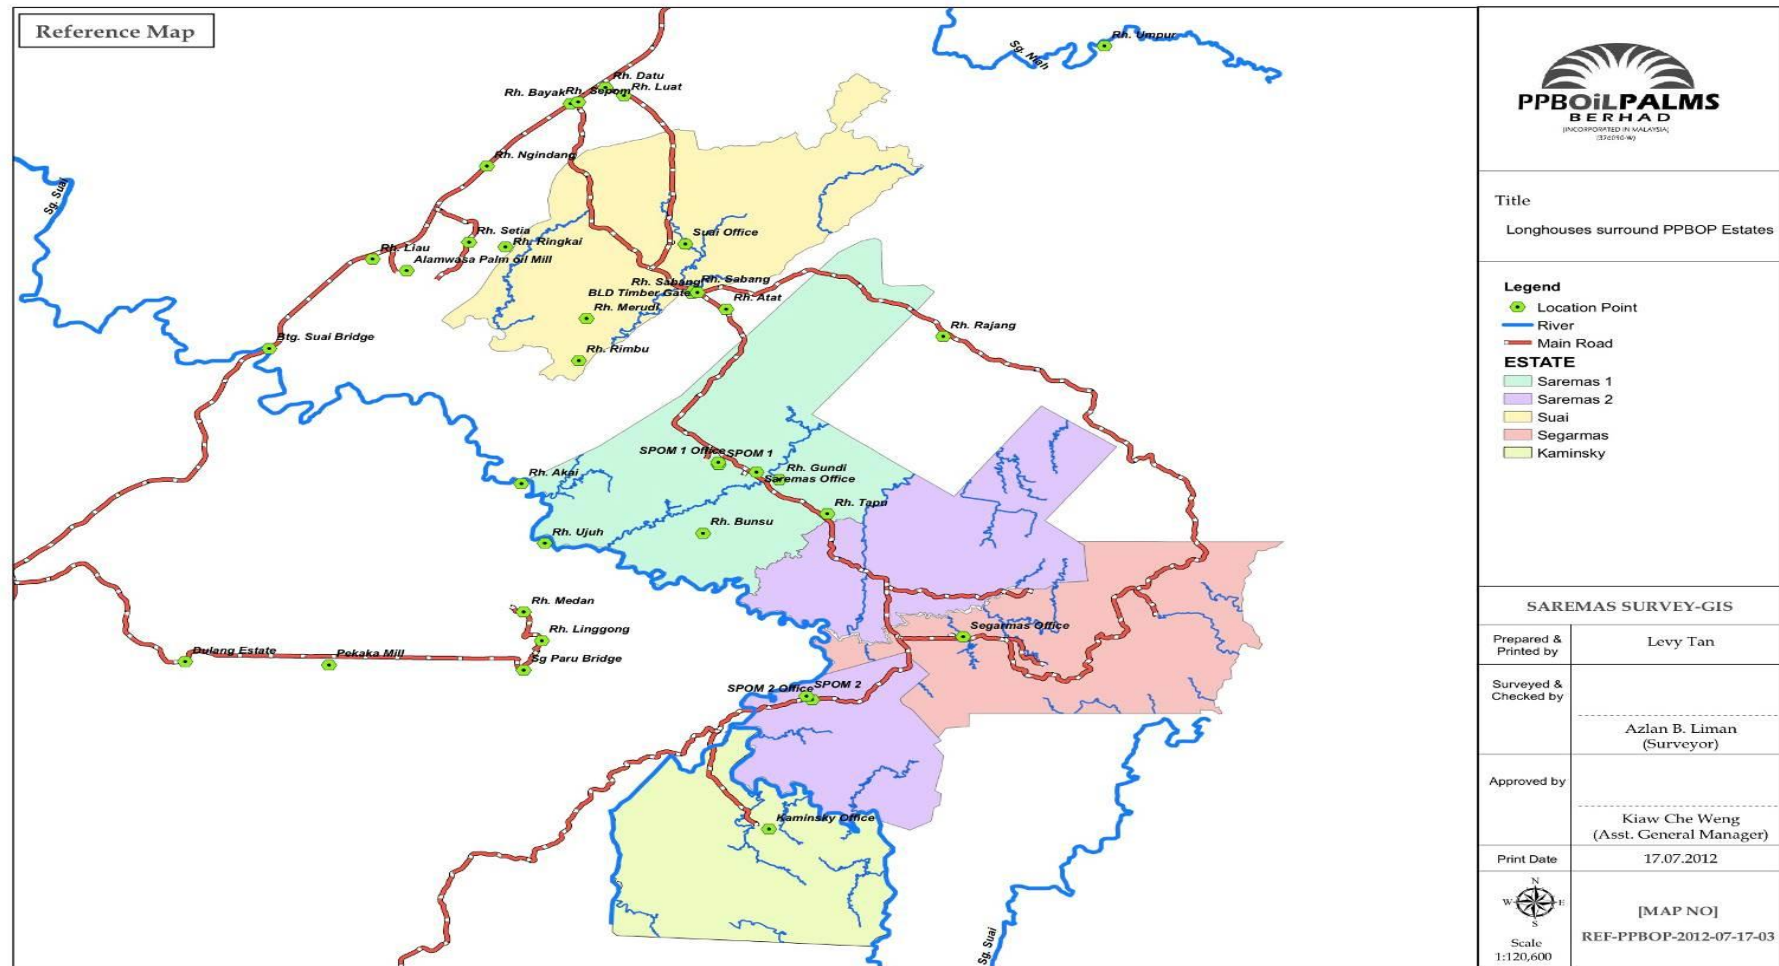 Reference Map
Sg. Niah
Rh. Umpur
Rh. Datu
Rh. Bayak
Rh. Sepom
Rh. Luat
Rh. Ngindang
Sg. Suai
Rh. Setia
Rh. Ringkai
Suai Office
Rh. Liau
Alamwasa Palm oil Mill
Rh. Sabang
Rh. Sabang
BLD Timber Gate
Rh. Atat
Rh. Merudi
Rh. Rajang
Btg. Suai Bridge
Rh. Rimbu
SPOM 1 Office
SPOM 1
Rh. Akai
Rh. Gundi
Saremas Office
Rh. Bunsu
Rh. Ujuh
Rh. Medan
Rh. Linggong
Segarmas Office
Dulang Estate
Pekaka Mill
Sg Paru Bridge
SPOM 2 Office
SPOM 2
Kaminsky Office
Sg. Suai
PPBOiLPALMS
BERHAD
(INCORPORATED IN MALAYSIA)
Title
Longhouses surround PPBOP Estates
Legend
Location Point
River
Main Road
ESTATE
Saremas 1
Saremas 2
Suai
Segarmas
Kaminsky
SAREMAS SURVEY-GIS
Prepared &
Printed by
Levy Tan
Surveyed &
Checked by
Azlan B. Liman
(Surveyor)
Approved by
Kiaw Che Weng
(Asst. General Manager)
Print Date
17.07.2012
N
W
E
S
Scale
1:120,600
[MAP NO]
REF-PPBOP-2012-07-17-03